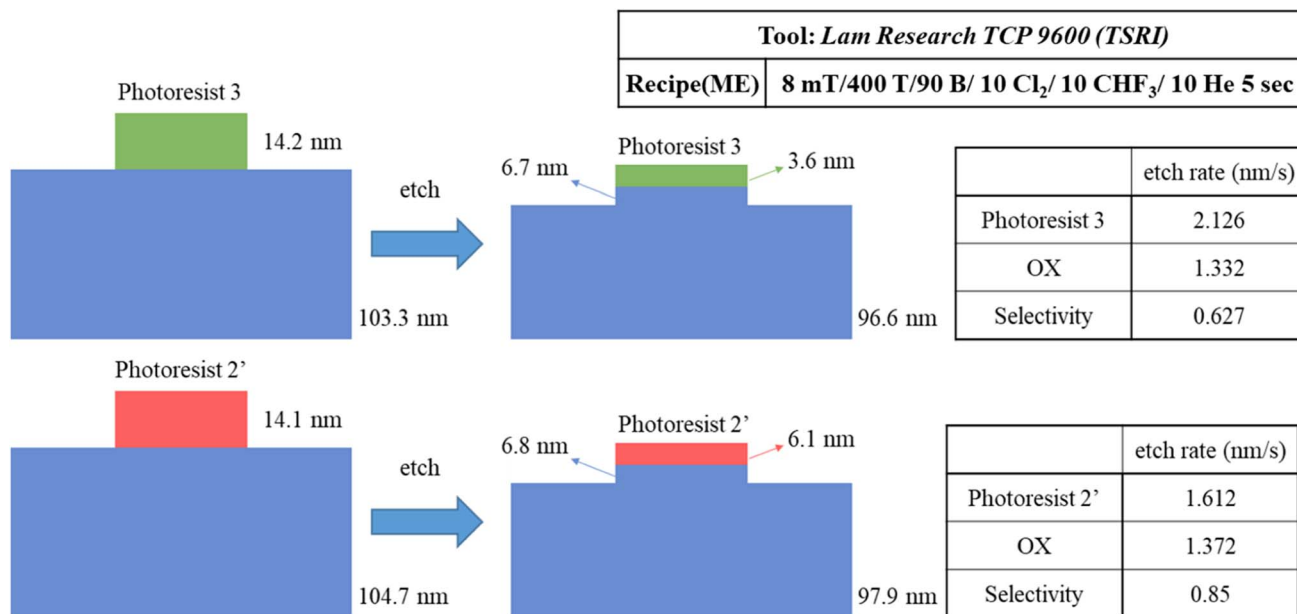 Tool: Lam Research TCP 9600 (TSRI)
Recipe(ME) 8 mT/400 T/90 B/ 10 Cl₂/ 10 CHF₃/ 10 He 5 sec
Photoresist 3
14.2 nm
103.3 nm
etch
Photoresist 3
6.7 nm
3.6 nm
96.6 nm
etch rate (nm/s)
Photoresist 3 2.126
OX 1.332
Selectivity 0.627
Photoresist 2’
14.1 nm
104.7 nm
etch
Photoresist 2’
6.8 nm
6.1 nm
97.9 nm
etch rate (nm/s)
Photoresist 2’ 1.612
OX 1.372
Selectivity 0.85